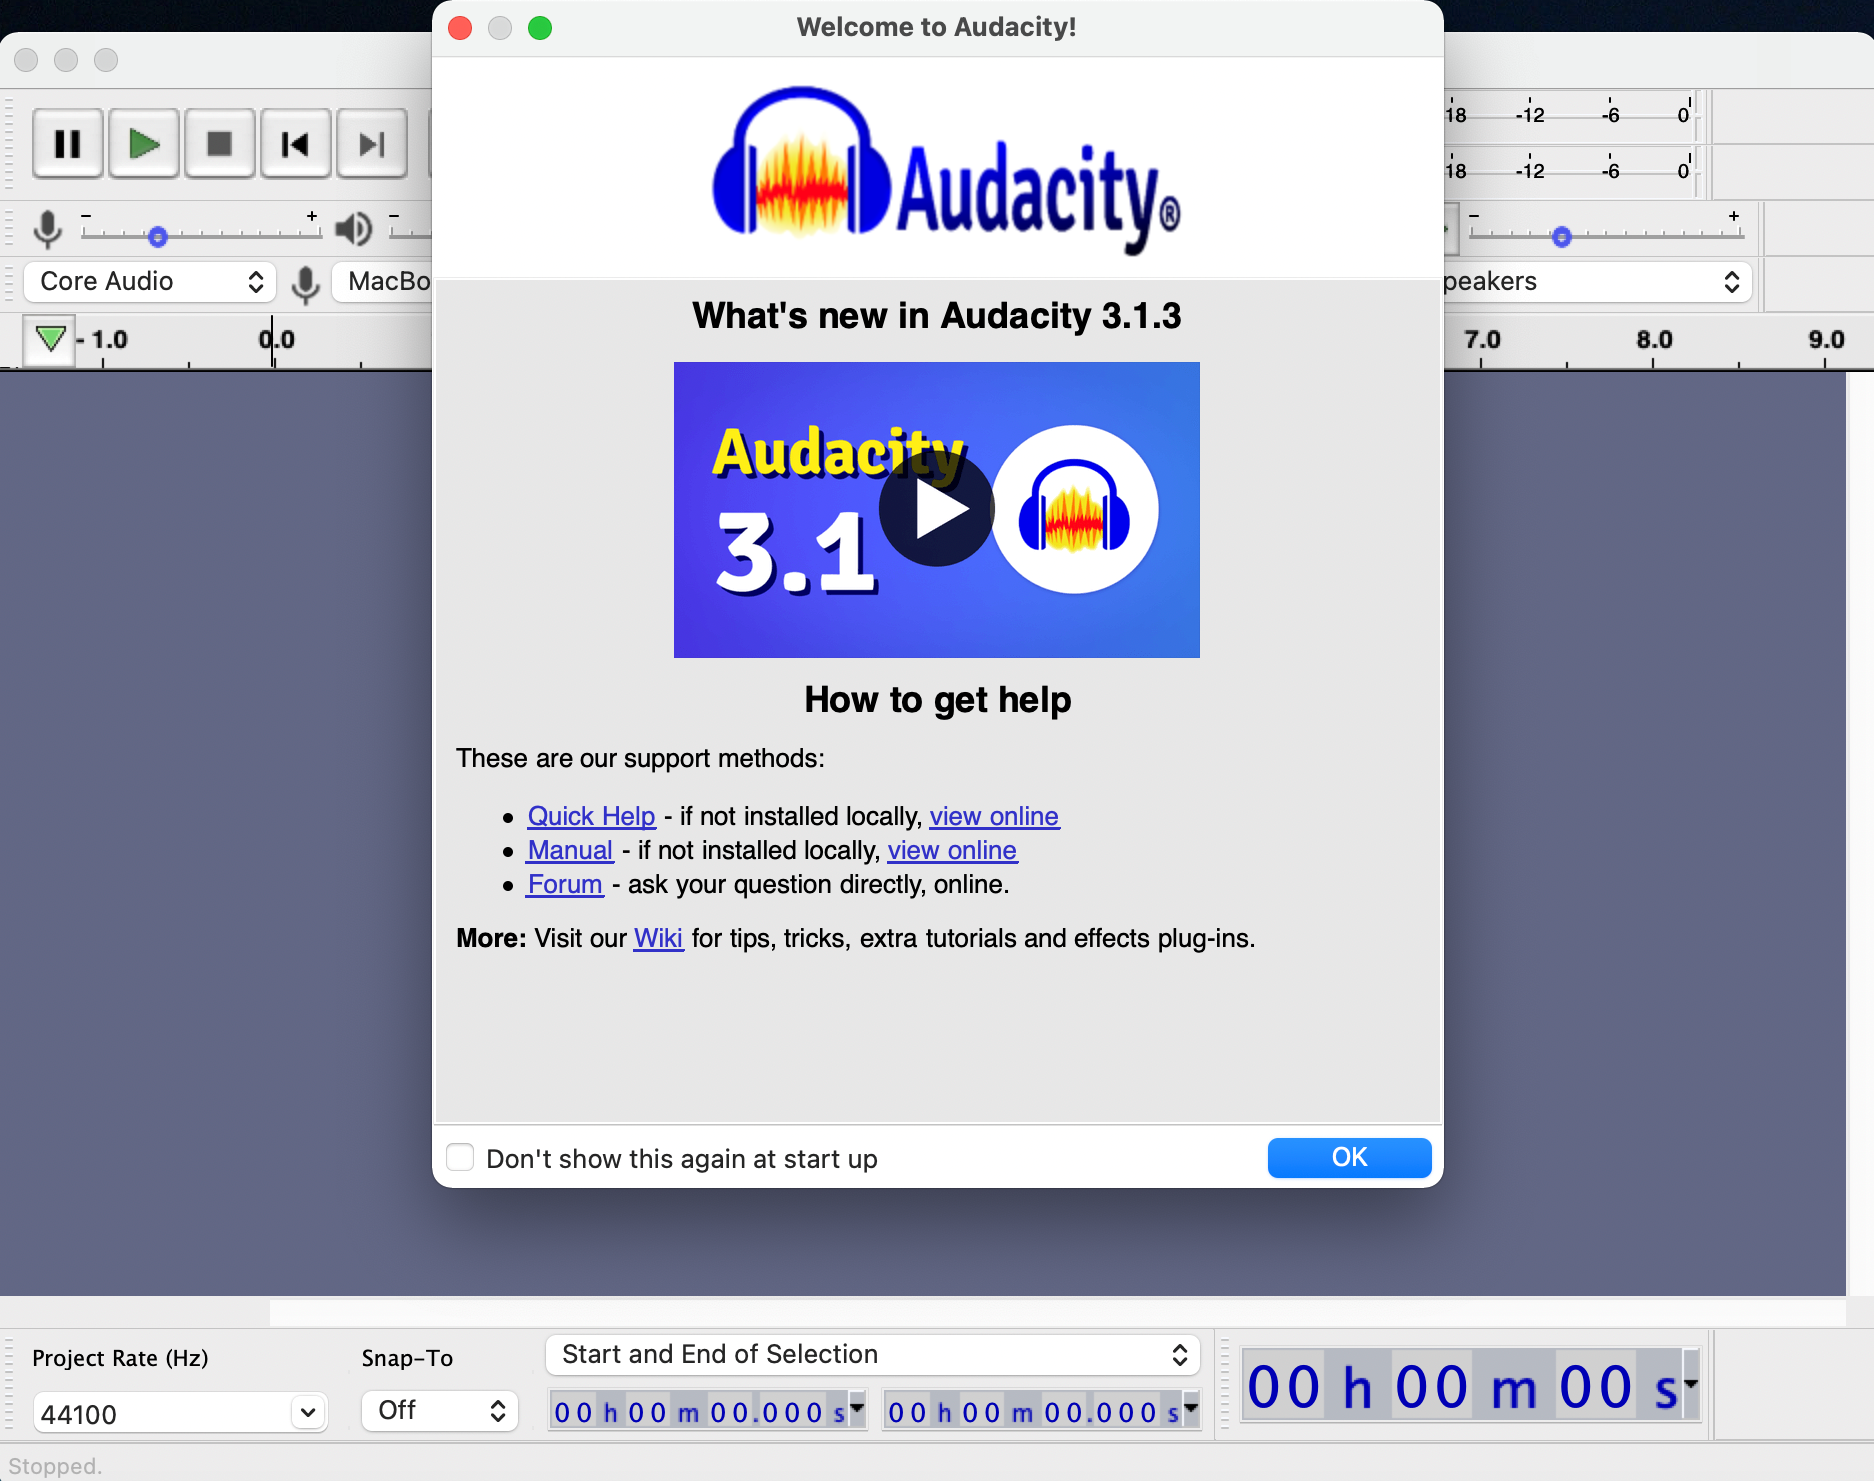 Welcome to Audacity!
Audacity®
18 -12 -6 0
18 -12 -6 0
- +
-
- +
Core Audio
MacBo
peakers
- 1.0 0.0 7.0 8.0 9.0
What's new in Audacity 3.1.3
Audacity
3.1
How to get help
These are our support methods:
• Quick Help - if not installed locally, view online
• Manual - if not installed locally, view online
• Forum - ask your question directly, online.
More: Visit our Wiki for tips, tricks, extra tutorials and effects plug-ins.
Don't show this again at start up
OK
Project Rate (Hz)
Snap-To
Start and End of Selection
44100
Off
00 h 00 m 00.000 s
00 h 00 m 00.000 s
00 h 00 m 00 s
Stopped.